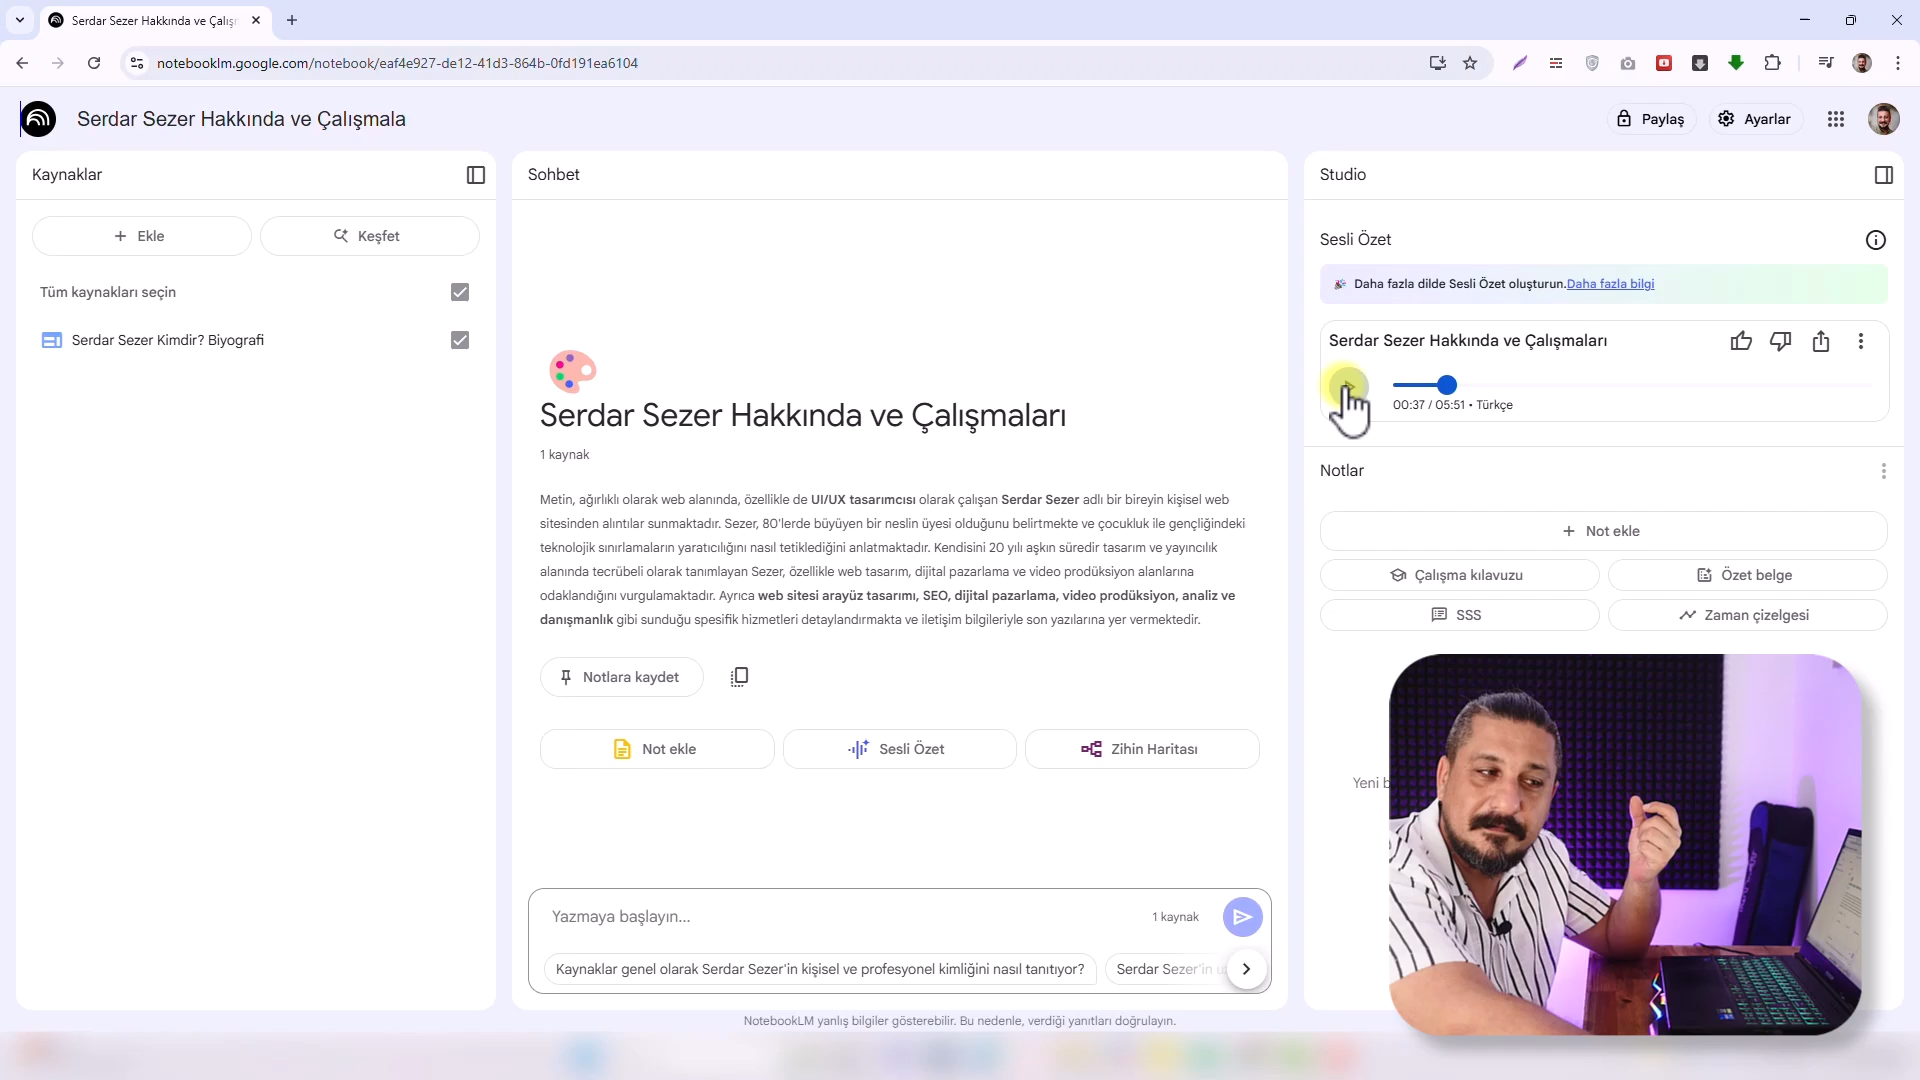 Serdar Sezer Hakkında ve Çalış
notebooklm.google.com/notebook/eaf4e927-de12-41d3-864b-0fd191ea6104
Serdar Sezer Hakkında ve Çalışmala
Paylaş
Ayarlar
Kaynaklar
Ekle
Keşfet
Tüm kaynakları seçin
Serdar Sezer Kimdir? Biyografi
Sohbet
Serdar Sezer Hakkında ve Çalışmaları
1 kaynak
Metin, ağırlıklı olarak web alanında, özellikle de UI/UX tasarımcısı olarak çalışan Serdar Sezer adlı bir bireyin kişisel web
sitesinden alıntılar sunmaktadır. Sezer, 80'lerde büyüyen bir neslin üyesi olduğunu belirtmekte ve çocukluk ile gençliğindeki
teknolojik sınırlamaların yaratıcılığını nasıl tetiklediğini anlatmaktadır. Kendisini 20 yılı aşkın süredir tasarım ve yayıncılık
alanında tecrübeli olarak tanımlayan Sezer, özellikle web tasarım, dijital pazarlama ve video prodüksiyon alanlarına
odaklandığını vurgulamaktadır. Ayrıca web sitesi arayüz tasarımı, SEO, dijital pazarlama, video prodüksiyon, analiz ve
danışmanlık gibi sunduğu spesifik hizmetleri detaylandırmakta ve iletişim bilgileriyle son yazılarına yer vermektedir.
Notlara kaydet
Not ekle
Sesli Özet
Zihin Haritası
Yazmaya başlayın...
1 kaynak
Kaynaklar genel olarak Serdar Sezer'in kişisel ve profesyonel kimliğini nasıl tanıtıyor?
Serdar Sezer'in
NotebookLM yanlış bilgiler gösterebilir. Bu nedenle, verdiği yanıtları doğrulayın.
Studio
Sesli Özet
Daha fazla dilde Sesli Özet oluşturun.Daha fazla bilgi
Serdar Sezer Hakkında ve Çalışmaları
00:37 / 05:51 • Türkçe
Notlar
Not ekle
Çalışma kılavuzu
Özet belge
SSS
Zaman çizelgesi
Yeni